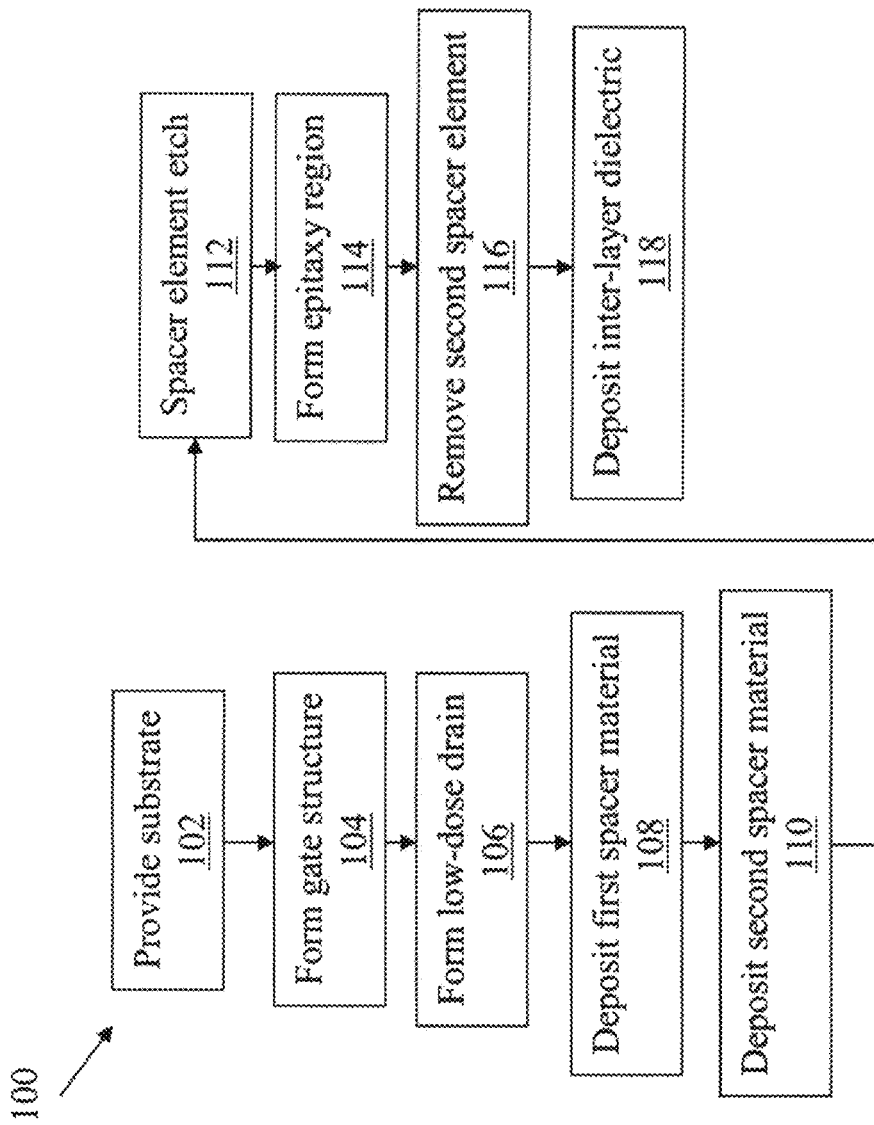 100
Provide substrate
102
Form gate structure
104
Form low-dose drain
106
Deposit first spacer material
108
Deposit second spacer material
110
Spacer element etch
112
Form epitaxy region
114
Remove second spacer element
116
Deposit inter-layer dielectric
118